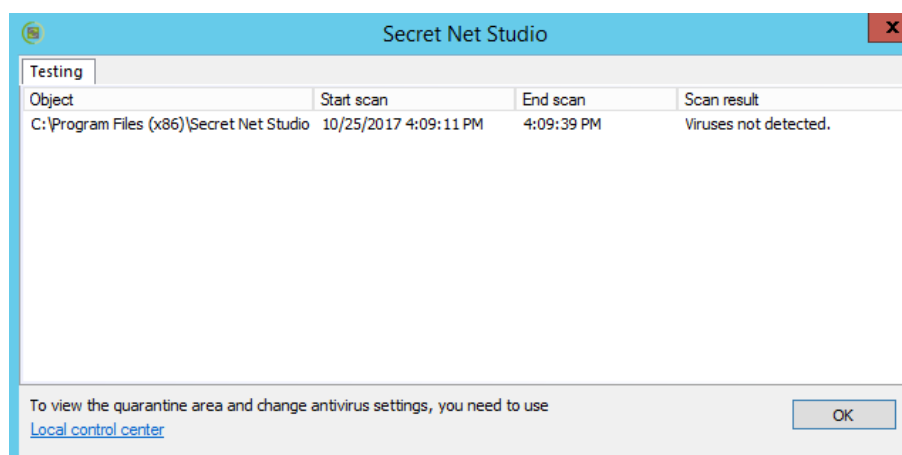 Secret Net Studio
x
Testing
Object Start scan End scan Scan result
C:\Program Files (x86)\Secret Net Studio 10/25/2017 4:09:11 PM 4:09:39 PM Viruses not detected.
To view the quarantine area and change antivirus settings, you need to use
Local control center
OK